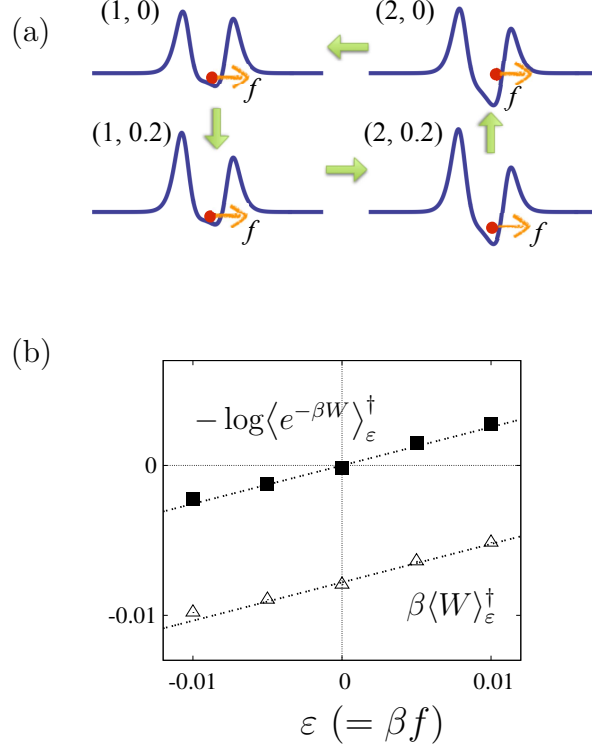 (a)
(1, 0)
(2, 0)
f
f
(1, 0.2)
(2, 0.2)
f
f
(b)
− log⟨e^{−βW}⟩_ε^†
0
β⟨W⟩_ε^†
-0.01
-0.01
0
0.01
ε (= βf)